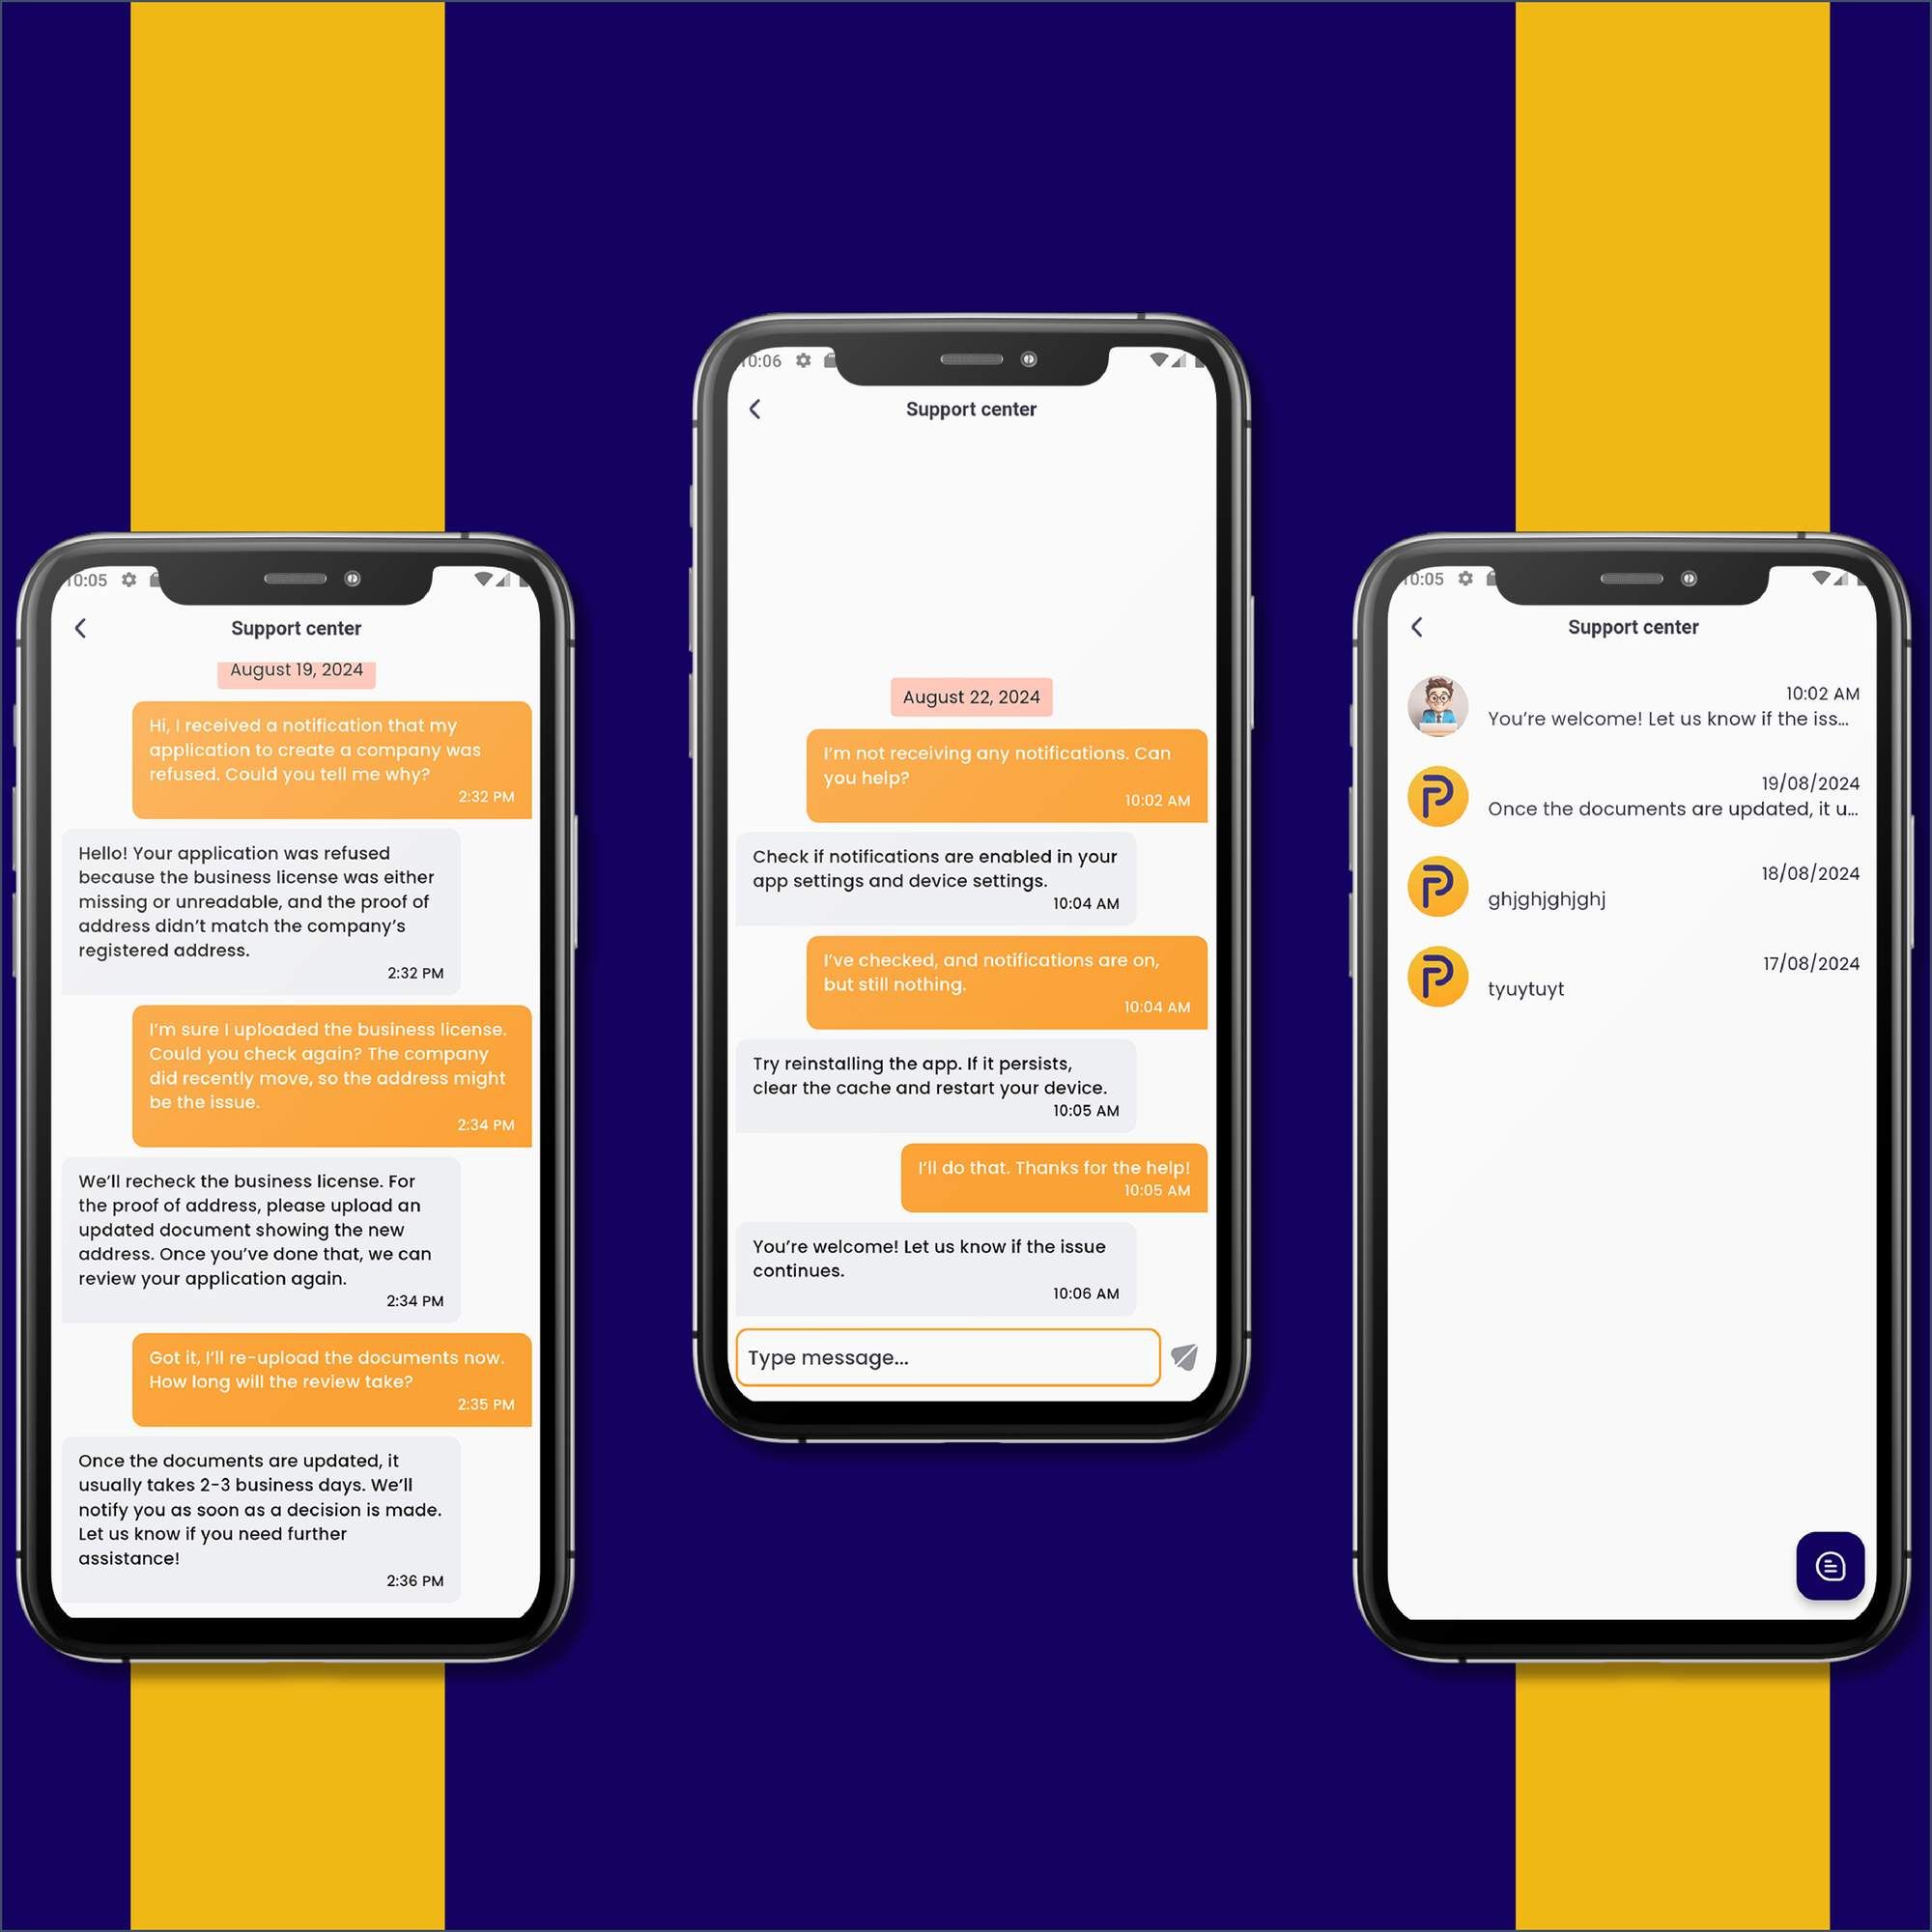 10:05
Support center
August 19, 2024
Hi, I received a notification that my
application to create a company was
refused. Could you tell me why?
2:32 PM
Hello! Your application was refused
because the business license was either
missing or unreadable, and the proof of
address didn’t match the company’s
registered address.
2:32 PM
I’m sure I uploaded the business license.
Could you check again? The company
did recently move, so the address might
be the issue.
2:34 PM
We’ll recheck the business license. For
the proof of address, please upload an
updated document showing the new
address. Once you’ve done that, we can
review your application again.
2:34 PM
Got it, I’ll re-upload the documents now.
How long will the review take?
2:35 PM
Once the documents are updated, it
usually takes 2-3 business days. We’ll
notify you as soon as a decision is made.
Let us know if you need further
assistance!
2:36 PM
10:06
Support center
August 22, 2024
I’m not receiving any notifications. Can
you help?
10:02 AM
Check if notifications are enabled in your
app settings and device settings.
10:04 AM
I’ve checked, and notifications are on,
but still nothing.
10:04 AM
Try reinstalling the app. If it persists,
clear the cache and restart your device.
10:05 AM
I’ll do that. Thanks for the help!
10:05 AM
You’re welcome! Let us know if the issue
continues.
10:06 AM
Type message...
10:05
Support center
10:02 AM
You’re welcome! Let us know if the iss...
19/08/2024
P
Once the documents are updated, it u...
18/08/2024
P
ghjghjghjghj
17/08/2024
P
tyuytuyt